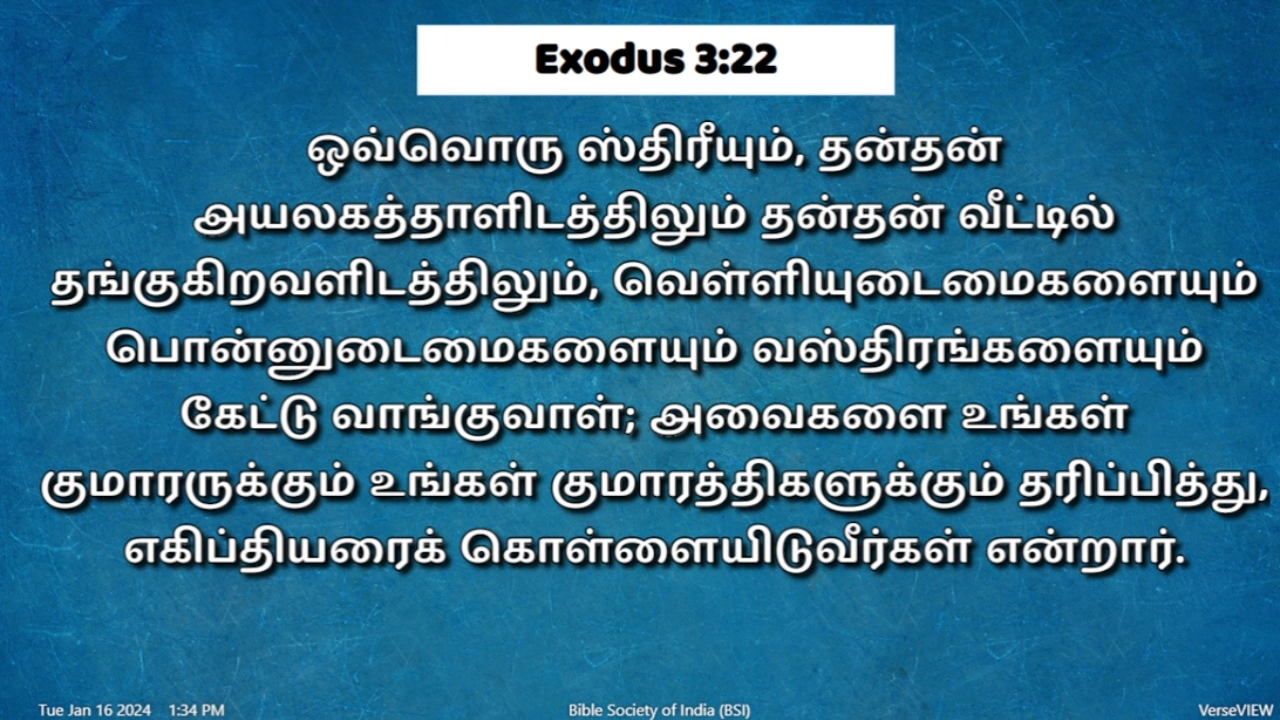 Exodus 3:22
ஒவ்வொரு ஸ்திரீயும், தன்தன்
அயலகத்தாளிடத்திலும் தன்தன் வீட்டில்
தங்குகிறவளிடத்திலும், வெள்ளியுடைமைகளையும்
பொன்னுடைமைகளையும் வஸ்திரங்களையும்
கேட்டு வாங்குவாள்; அவைகளை உங்கள்
குமாரருக்கும் உங்கள் குமாரத்திகளுக்கும் தரிப்பித்து,
எகிப்தியரைக் கொள்ளையிடுவீர்கள் என்றார்.
Tue Jan 16 2024 1:34 PM Bible Society of India (BSI) VerseVIEW